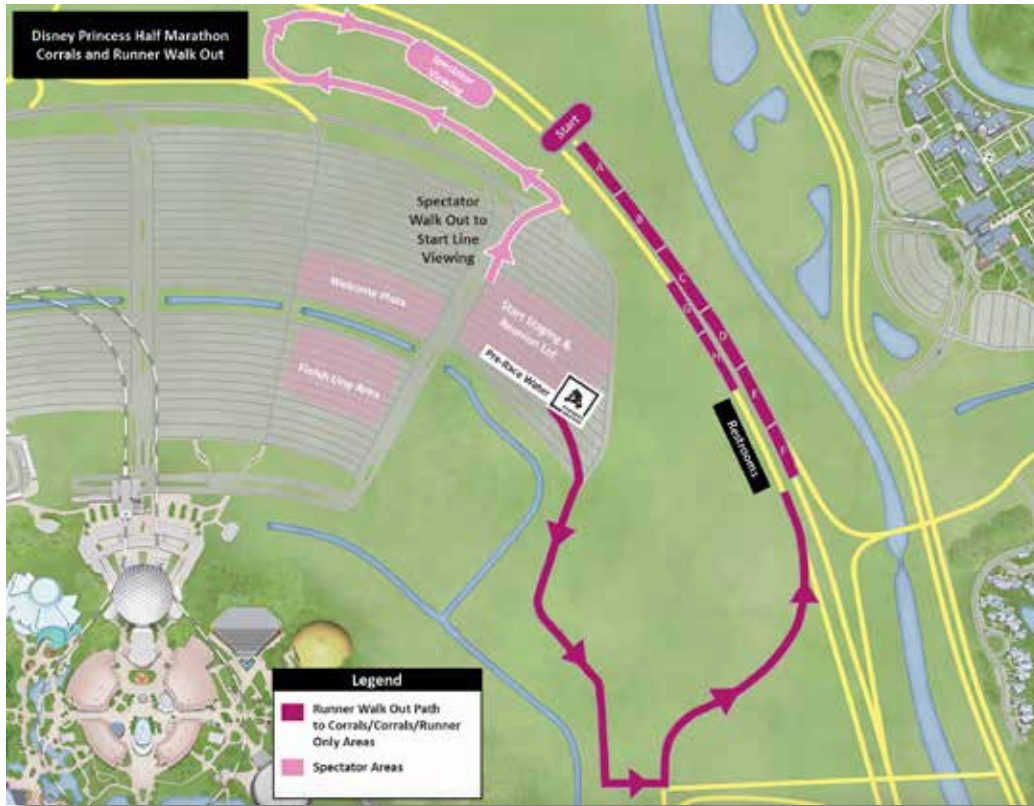 Disney Princess Half Marathon
Corrals and Runner Walk Out
Spectator
Viewing
Start
A
B
C
D
E
F
G
H
Spectator
Walk Out to
Start Line
Viewing
Welcome Plaza
Start Staging &
Reunion Lot
Pre-Race Water
Finish Line Area
Restrooms
Legend
Runner Walk Out Path
to Corrals/Corrals/Runner
Only Areas
Spectator Areas